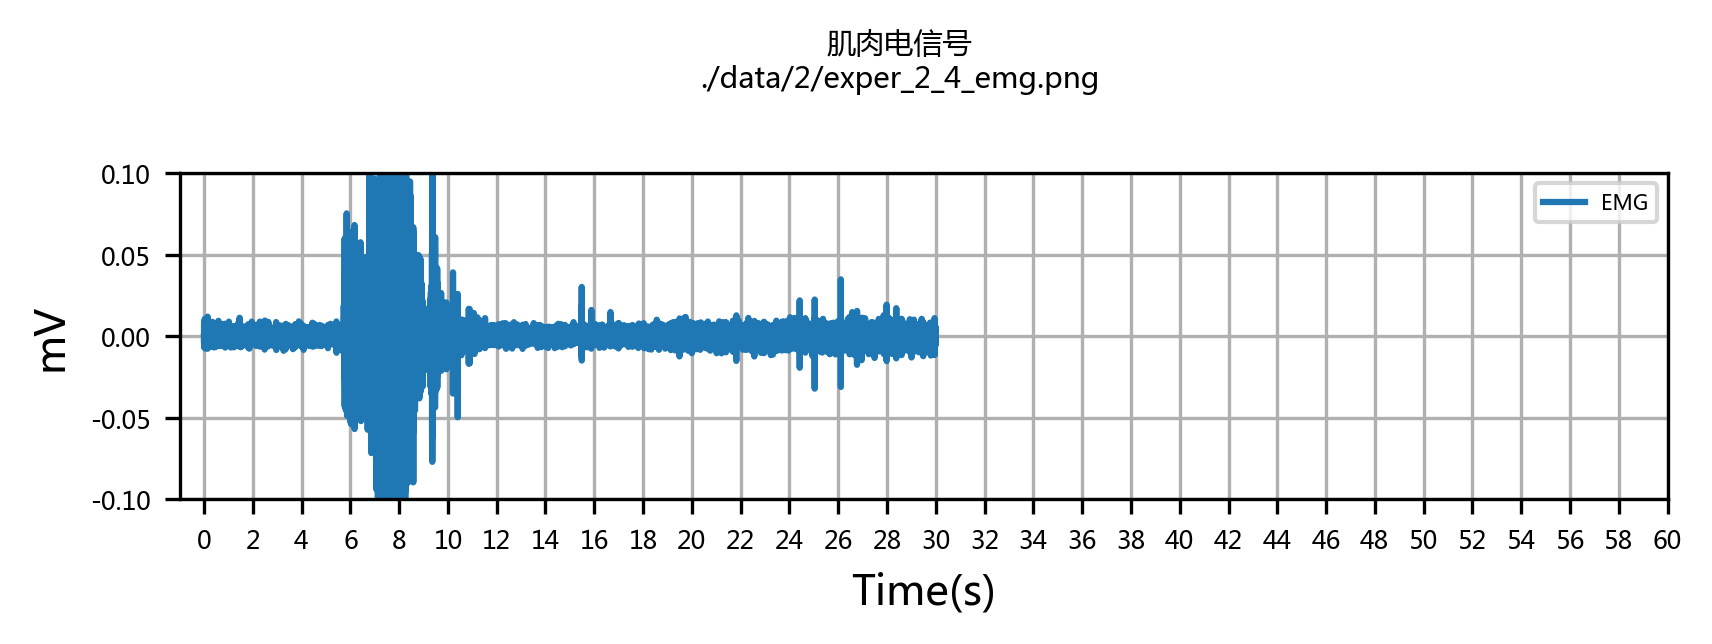 肌肉电信号
./data/2/exper_2_4_emg.png
0.10
0.05
0.00
-0.05
-0.10
mV
EMG
0 2 4 6 8 10 12 14 16 18 20 22 24 26 28 30 32 34 36 38 40 42 44 46 48 50 52 54 56 58 60
Time(s)